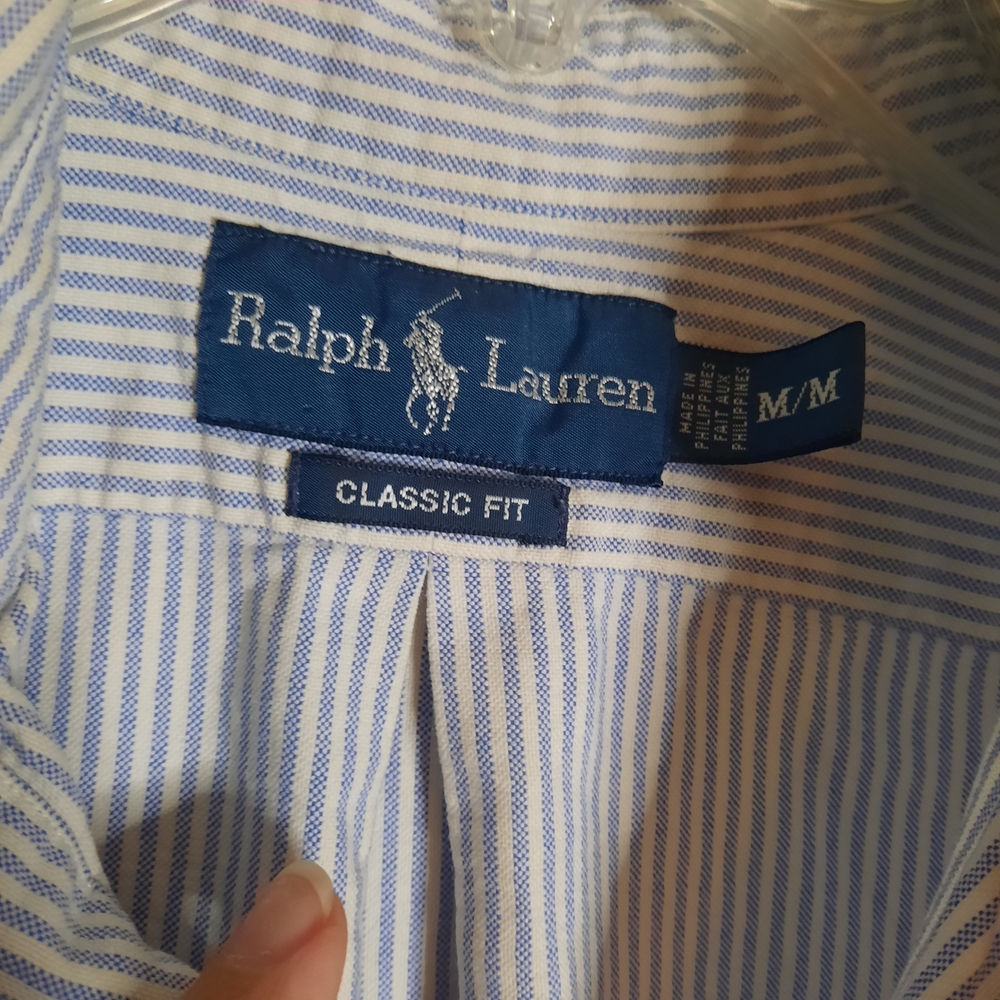 Ralph Lauren
CLASSIC FIT
MADE IN
PHILIPPINES
FAIT AUX
PHILIPPINES
M/M